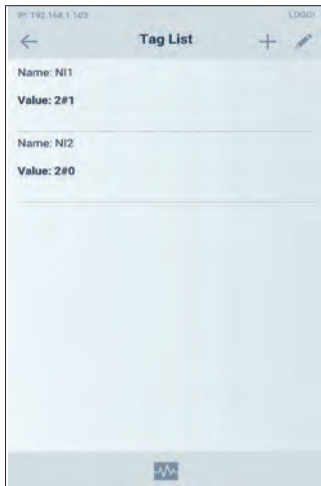 IP: 192.168.1.103 LOGO!
Tag List
Name: NI1
Value: 2#1
Name: NI2
Value: 2#0